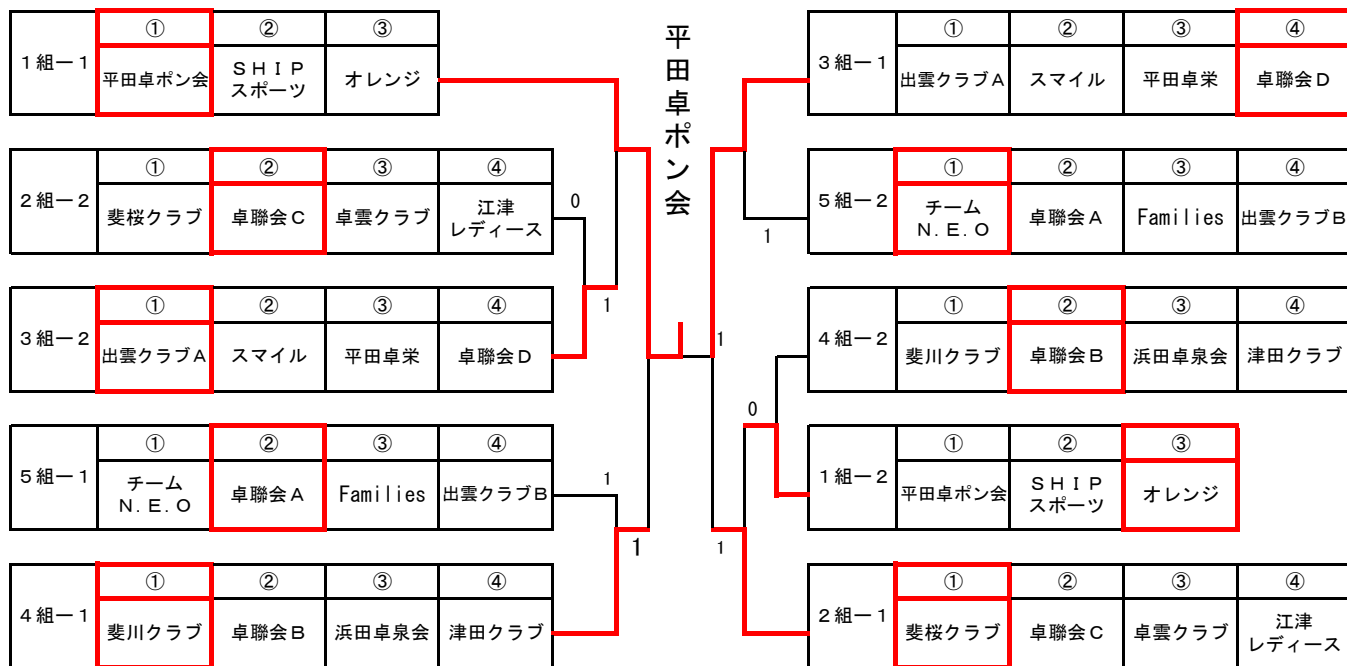 平田卓ポン会
1組ー1
① ② ③
平田卓ポン会 SHIP オレンジ
スポーツ
2組ー2
① ② ③ ④
斐桜クラブ 卓聯会C 卓雲クラブ 江津
レディース
0
3組ー2
① ② ③ ④
出雲クラブA スマイル 平田卓栄 卓聯会D
1
5組ー1
① ② ③ ④
チーム 卓聯会A Families 出雲クラブB
N.E.O
1
4組ー1
① ② ③ ④
斐川クラブ 卓聯会B 浜田卓泉会 津田クラブ
1
3組ー1
① ② ③ ④
出雲クラブA スマイル 平田卓栄 卓聯会D
5組ー2
① ② ③ ④
チーム 卓聯会A Families 出雲クラブB
N.E.O
1
4組ー2
① ② ③ ④
斐川クラブ 卓聯会B 浜田卓泉会 津田クラブ
1
0
1組ー2
① ② ③
平田卓ポン会 SHIP オレンジ
スポーツ
1
2組ー1
① ② ③ ④
斐桜クラブ 卓聯会C 卓雲クラブ 江津
レディース